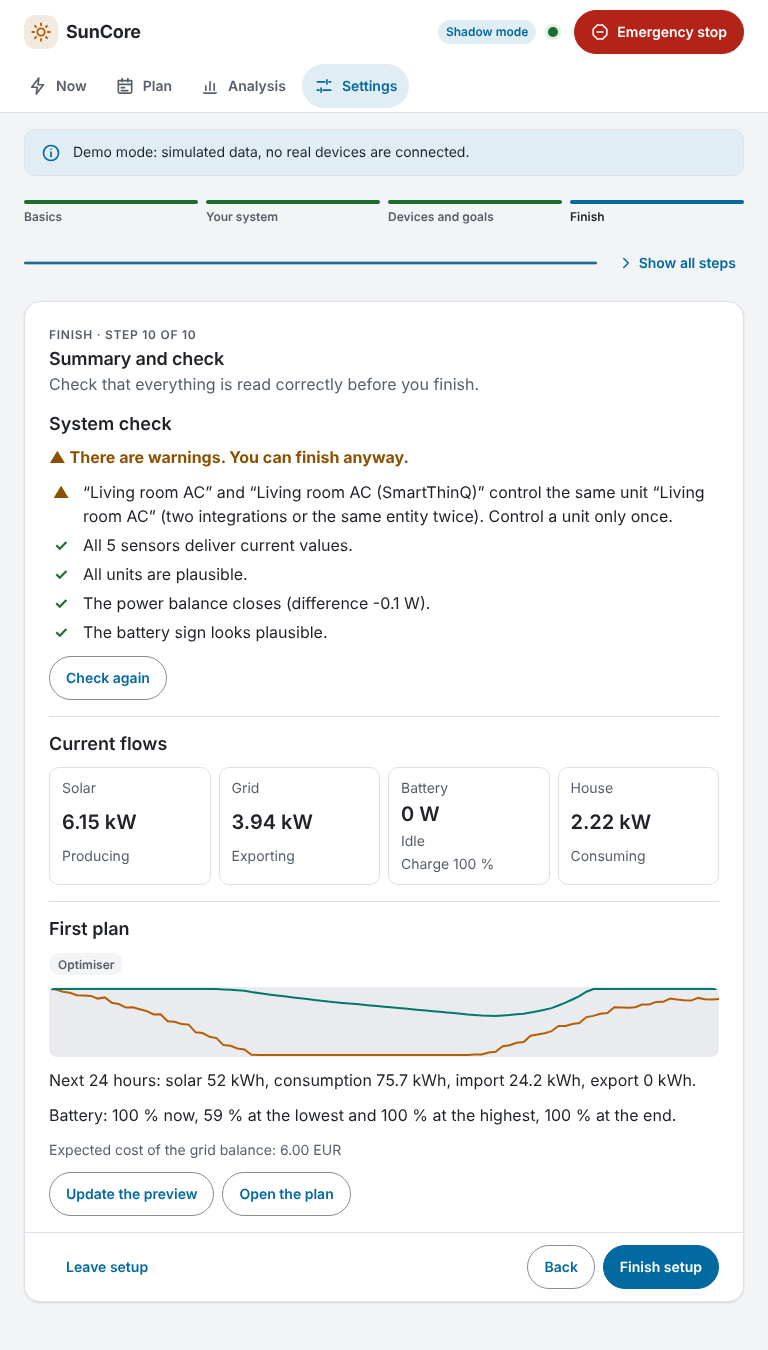 SunCore
Shadow mode
Emergency stop
Now
Plan
Analysis
Settings
Demo mode: simulated data, no real devices are connected.
Basics
Your system
Devices and goals
Finish
Show all steps
FINISH · STEP 10 OF 10
Summary and check
Check that everything is read correctly before you finish.
System check
There are warnings. You can finish anyway.
“Living room AC” and “Living room AC (SmartThinQ)” control the same unit “Living
room AC” (two integrations or the same entity twice). Control a unit only once.
All 5 sensors deliver current values.
All units are plausible.
The power balance closes (difference -0.1 W).
The battery sign looks plausible.
Check again
Current flows
Solar
6.15 kW
Producing
Grid
3.94 kW
Exporting
Battery
0 W
Idle
Charge 100 %
House
2.22 kW
Consuming
First plan
Optimiser
Next 24 hours: solar 52 kWh, consumption 75.7 kWh, import 24.2 kWh, export 0 kWh.
Battery: 100 % now, 59 % at the lowest and 100 % at the highest, 100 % at the end.
Expected cost of the grid balance: 6.00 EUR
Update the preview
Open the plan
Leave setup
Back
Finish setup